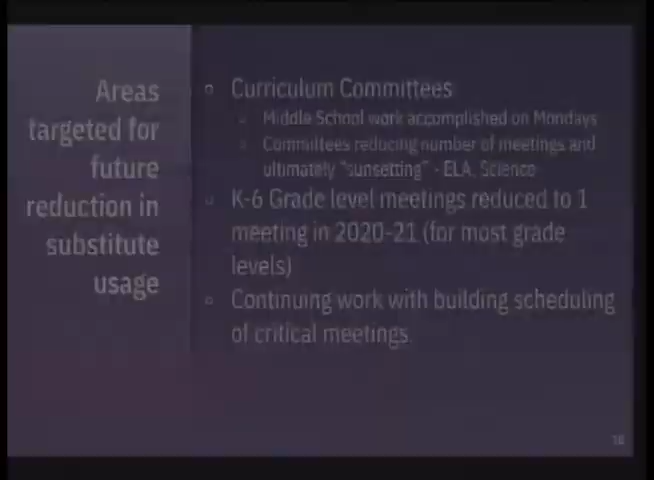 Areas
targeted for
future
reduction in
substitute
usage
Curriculum Committees
Middle School work accomplished on Mondays
Committees reducing number of meetings and
ultimately "sunsetting" - ELA, Science
K-6 Grade level meetings reduced to 1
meeting in 2020-21 (for most grade
levels)
Continuing work with building scheduling
of critical meetings